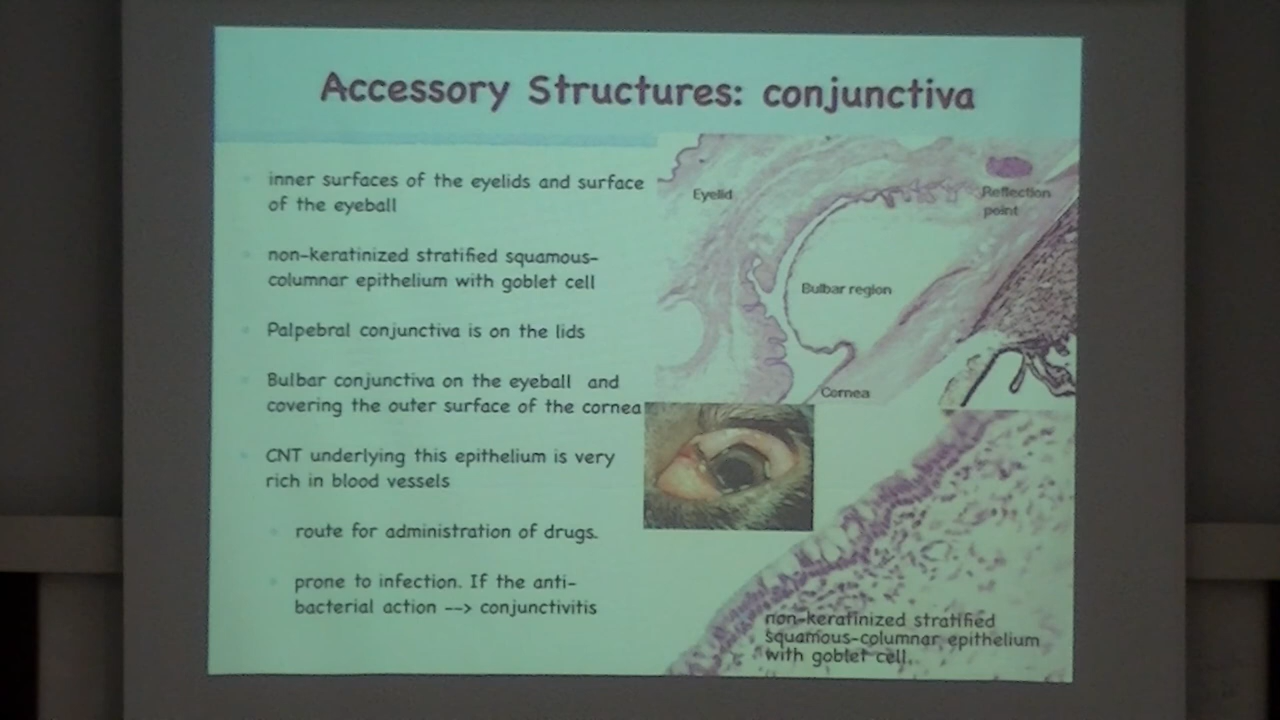 Accessory Structures: conjunctiva
inner surfaces of the eyelids and surface
of the eyeball
non-keratinized stratified squamous-
columnar epithelium with goblet cell
Palpebral conjunctiva is on the lids
Bulbar conjunctiva on the eyeball and
covering the outer surface of the cornea
CNT underlying this epithelium is very
rich in blood vessels
route for administration of drugs.
prone to infection. If the anti-
bacterial action --> conjunctivitis
Eyelid
Reflection
point
Bulbar region
Cornea
non-keratinized stratified
squamous-columnar epithelium
with goblet cell.